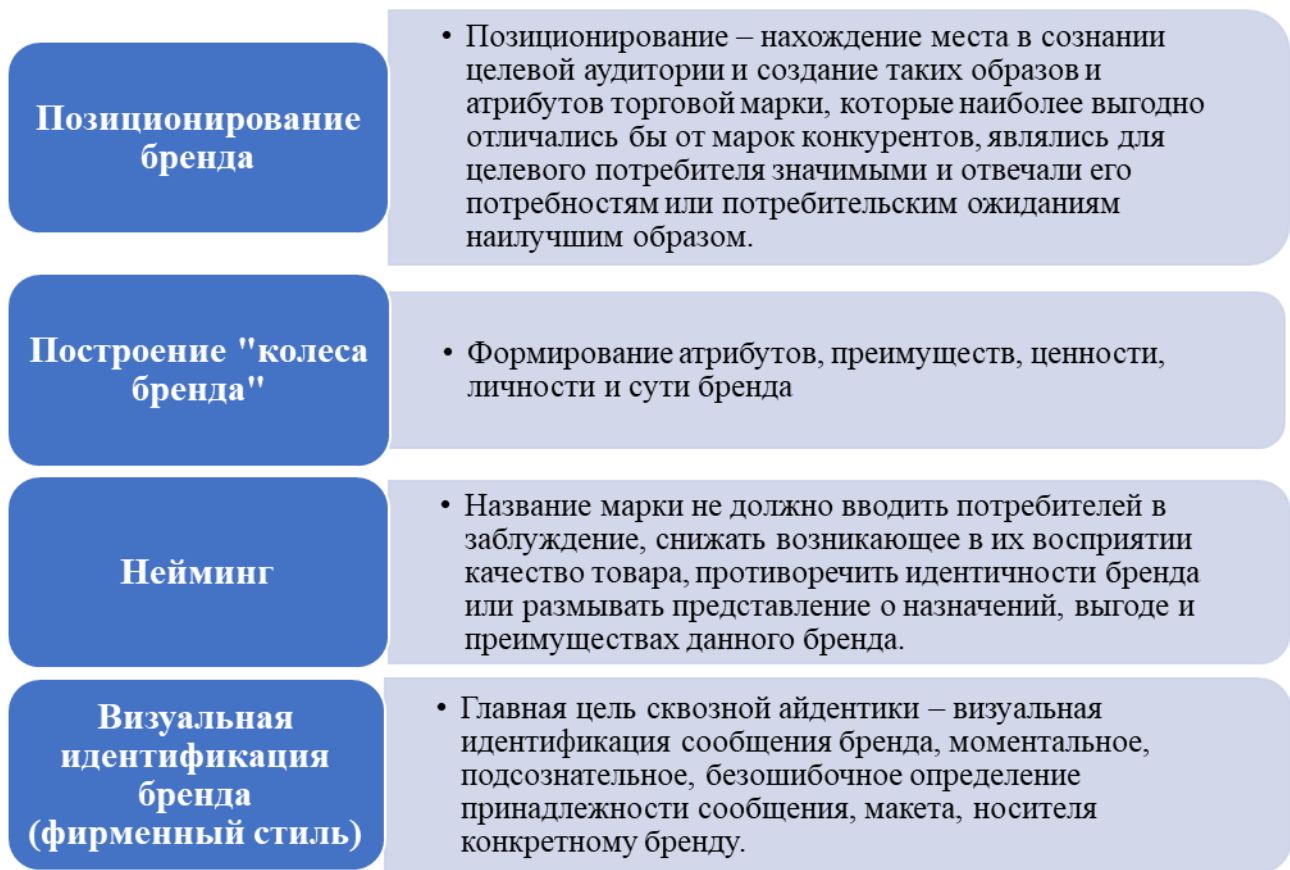 Позиционирование
бренда
• Позиционирование – нахождение места в сознании
целевой аудитории и создание таких образов и
атрибутов торговой марки, которые наиболее выгодно
отличались бы от марок конкурентов, являлись для
целевого потребителя значимыми и отвечали его
потребностям или потребительским ожиданиям
наилучшим образом.
Построение "колеса
бренда"
• Формирование атрибутов, преимуществ, ценности,
личности и сути бренда
Нейминг
• Название марки не должно вводить потребителей в
заблуждение, снижать возникающее в их восприятии
качество товара, противоречить идентичности бренда
или размывать представление о назначений, выгоде и
преимуществах данного бренда.
Визуальная
идентификация
бренда
(фирменный стиль)
• Главная цель сквозной айдентики – визуальная
идентификация сообщения бренда, моментальное,
подсознательное, безошибочное определение
принадлежности сообщения, макета, носителя
конкретному бренду.